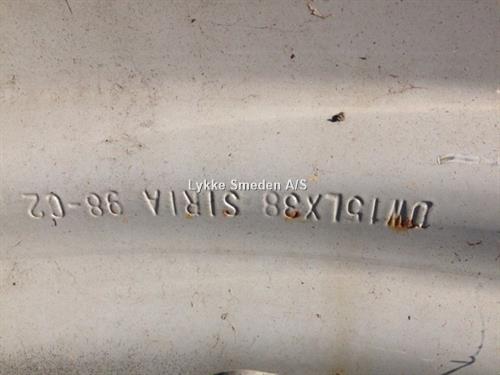 Lykke Smeden A/S
DW15LX38 SIRIA 98-02